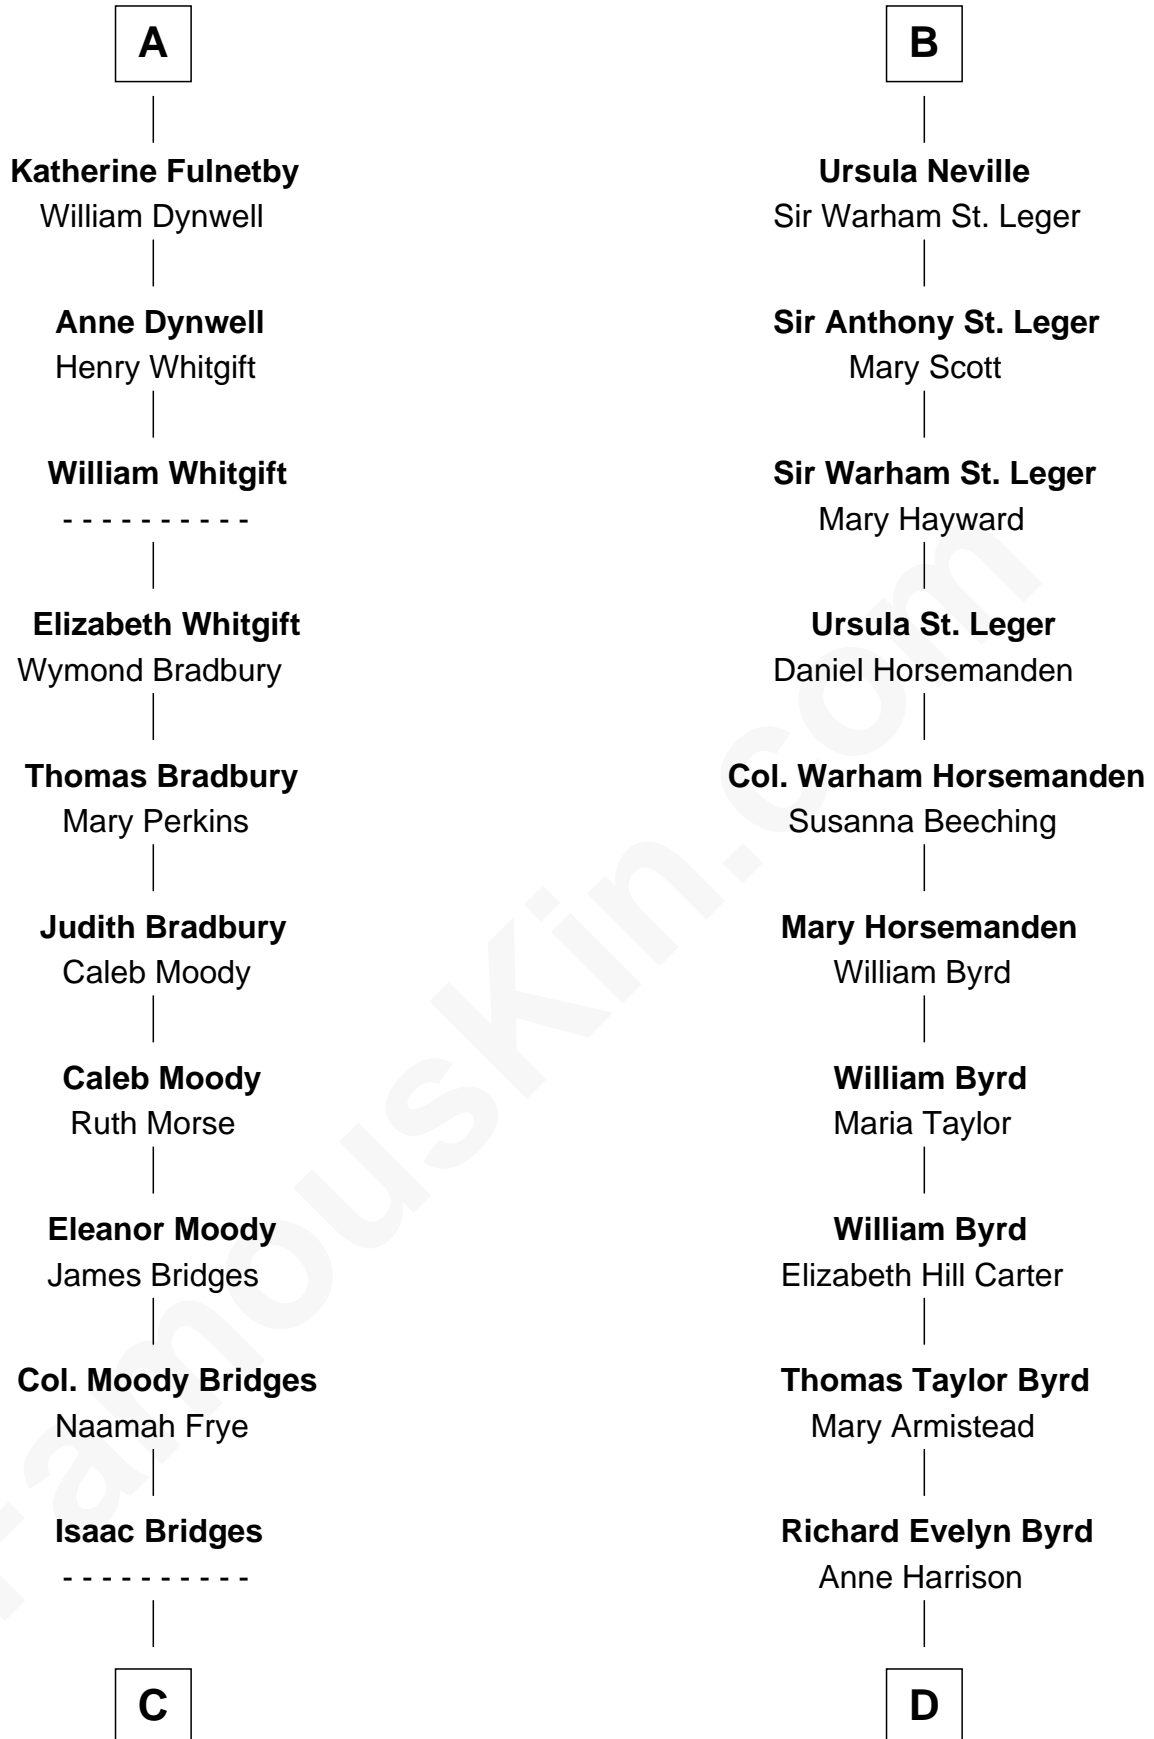 A
Katherine Fulnetby
William Dynwell
Anne Dynwell
Henry Whitgift
William Whitgift
- - - - - - - - - -
Elizabeth Whitgift
Wymond Bradbury
Thomas Bradbury
Mary Perkins
Judith Bradbury
Caleb Moody
Caleb Moody
Ruth Morse
Eleanor Moody
James Bridges
Col. Moody Bridges
Naamah Frye
Isaac Bridges
- - - - - - - - - -
C
B
Ursula Neville
Sir Warham St. Leger
Sir Anthony St. Leger
Mary Scott
Sir Warham St. Leger
Mary Hayward
Ursula St. Leger
Daniel Horsemanden
Col. Warham Horsemanden
Susanna Beeching
Mary Horsemanden
William Byrd
William Byrd
Maria Taylor
William Byrd
Elizabeth Hill Carter
Thomas Taylor Byrd
Mary Armistead
Richard Evelyn Byrd
Anne Harrison
D
FamousKin.com